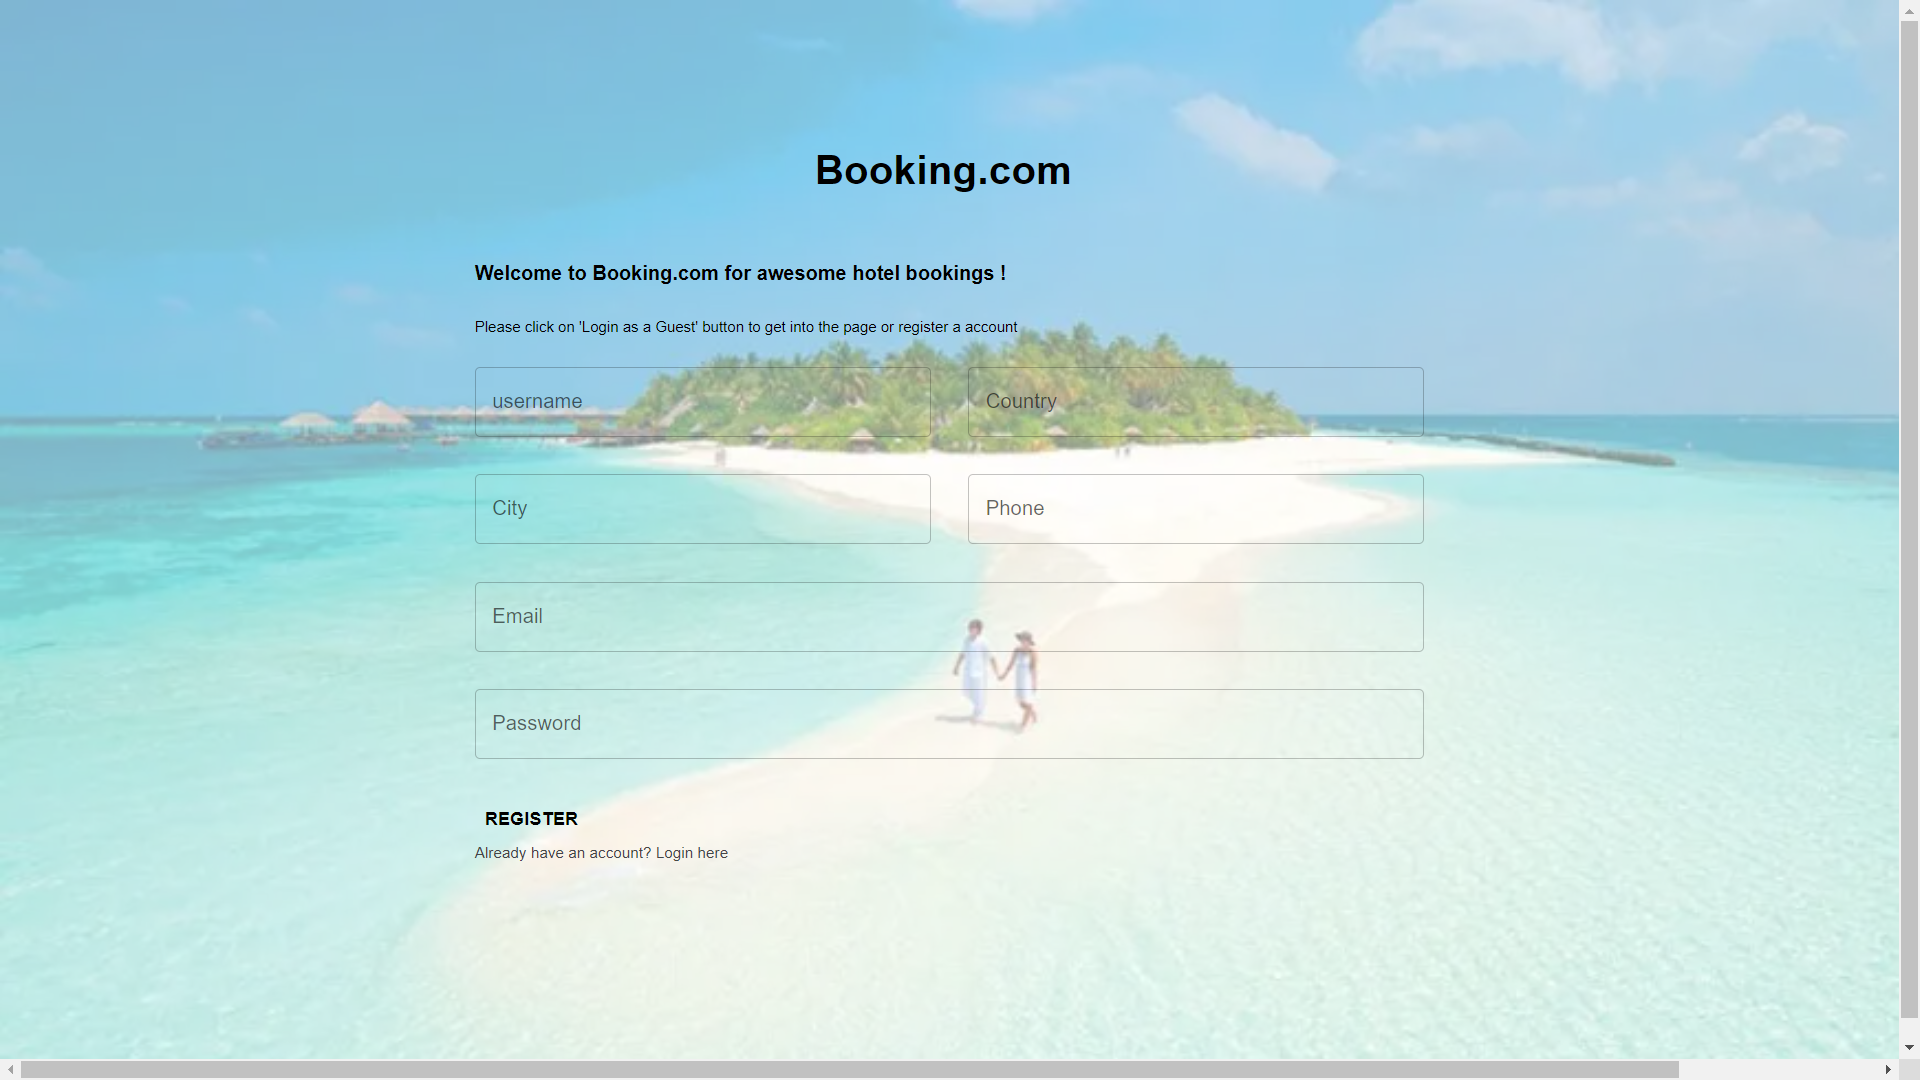 Booking.com
Welcome to Booking.com for awesome hotel bookings !
Please click on 'Login as a Guest' button to get into the page or register a account
username
Country
City
Phone
Email
Password
REGISTER
Already have an account? Login here